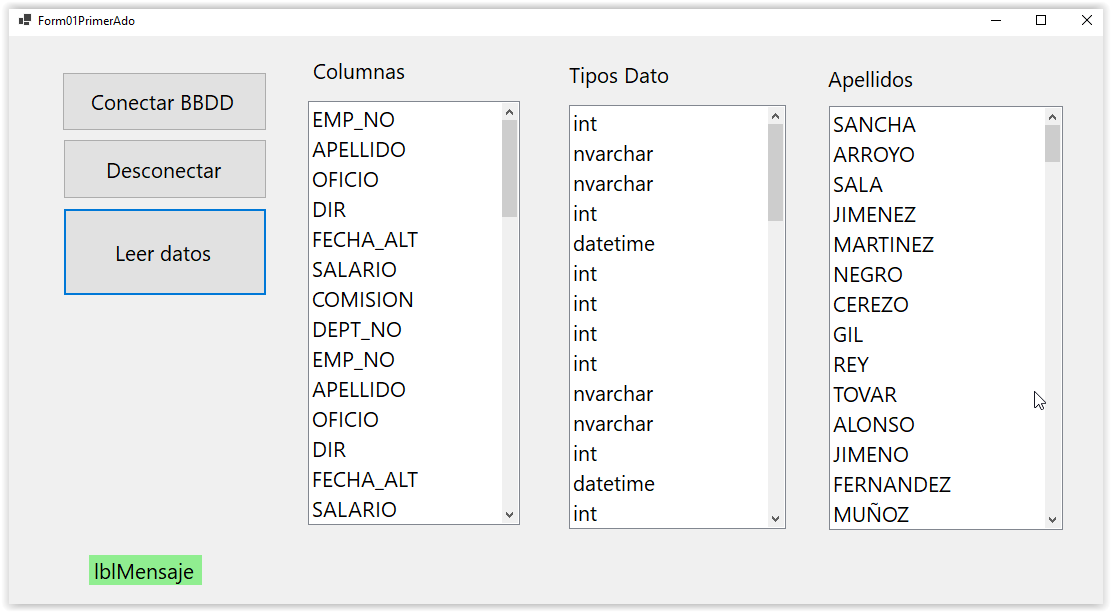 Form01PrimerAdo
Conectar BBDD
Desconectar
Leer datos
Columnas
EMP_NO
APELLIDO
OFICIO
DIR
FECHA_ALT
SALARIO
COMISION
DEPT_NO
EMP_NO
APELLIDO
OFICIO
DIR
FECHA_ALT
SALARIO
Tipos Dato
int
nvarchar
nvarchar
int
datetime
int
int
int
int
nvarchar
nvarchar
int
datetime
int
Apellidos
SANCHA
ARROYO
SALA
JIMENEZ
MARTINEZ
NEGRO
CEREZO
GIL
REY
TOVAR
ALONSO
JIMENO
FERNANDEZ
MUÑOZ
lblMensaje